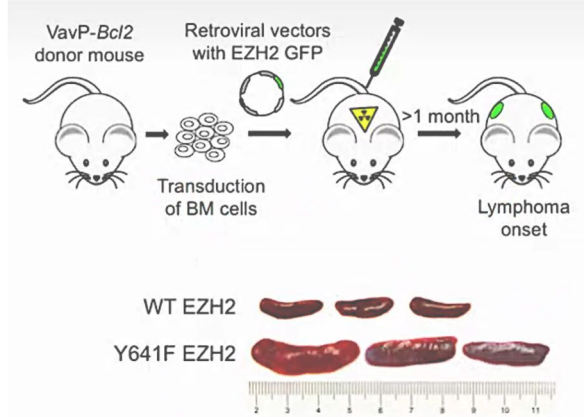 VavP-Bcl2
donor mouse
Retroviral vectors
with EZH2 GFP
>1 month
Transduction
of BM cells
Lymphoma
onset
WT EZH2
Y641F EZH2
2 3 4 5 6 7 8 9 10 11